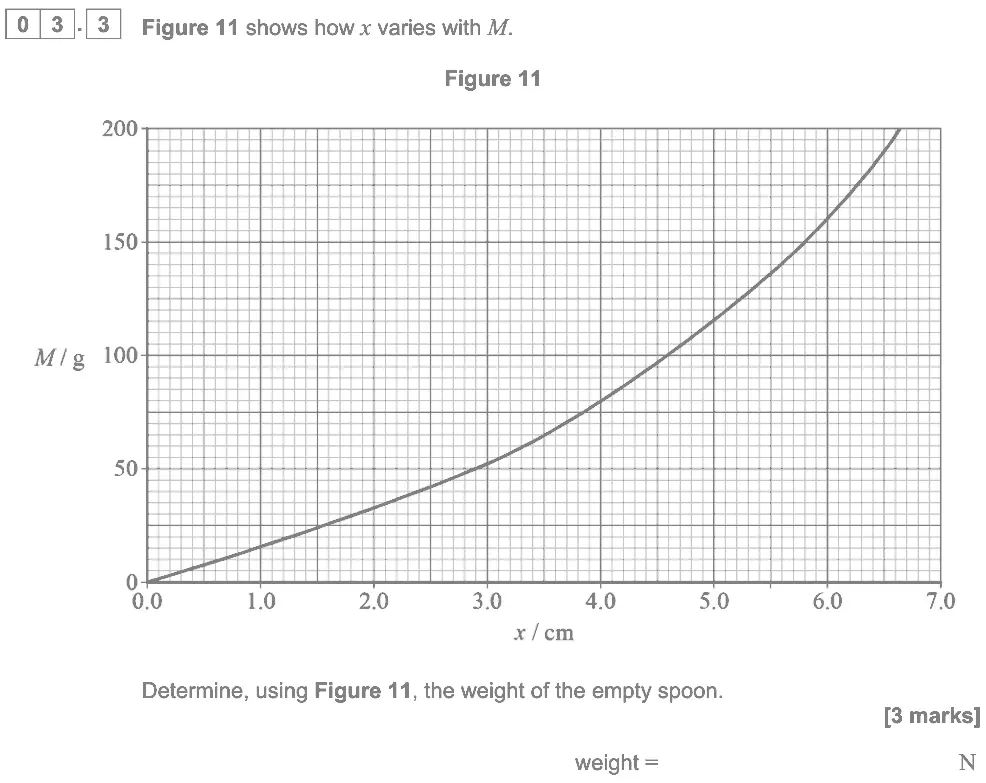 0 3 . 3 Figure 11 shows how x varies with M.
Figure 11
200
150
M / g 100
50
0
0.0 1.0 2.0 3.0 4.0 5.0 6.0 7.0
x / cm
Determine, using Figure 11, the weight of the empty spoon.
[3 marks]
weight = N